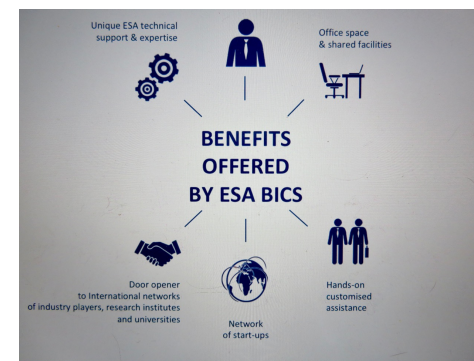 Unique ESA technical
support & expertise
Office space
& shared facilities
BENEFITS
OFFERED
BY ESA BICS
Door opener
to International networks
of industry players, research institutes
and universities
Network
of start-ups
Hands-on
customised
assistance